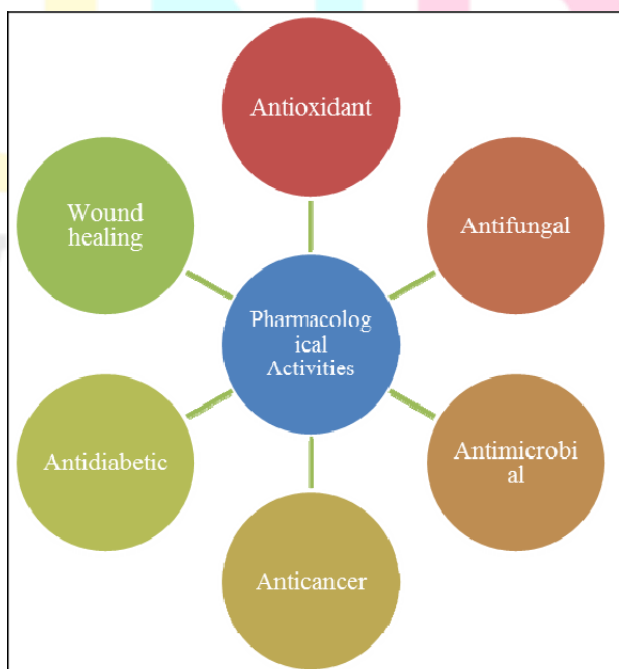 Antioxidant
Antifungal
Antimicrobi
al
Anticancer
Antidiabetic
Wound
healing
Pharmacolog
ical
Activities